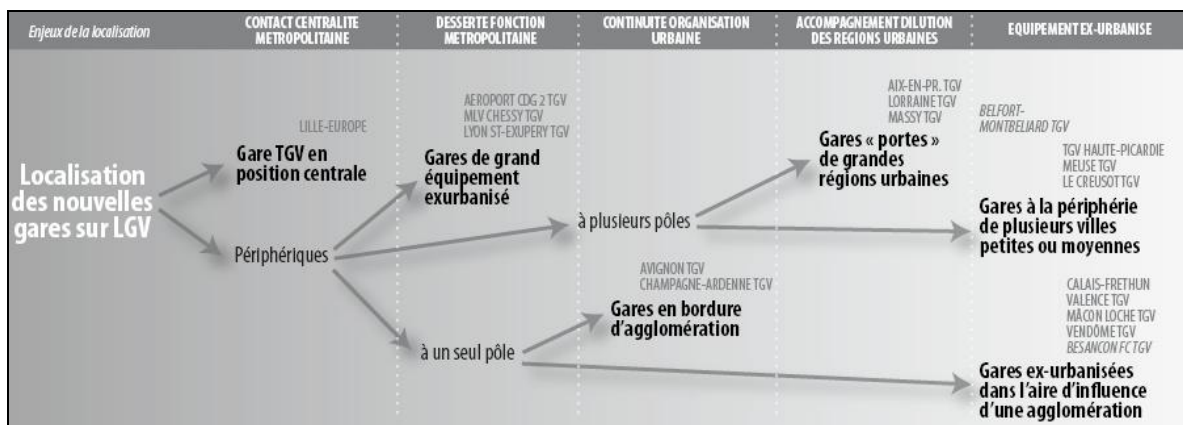 Enjeux de la localisation
CONTACT CENTRALITE
METROPOLITAINE
DESSERTE FONCTION
METROPOLITAINE
CONTINUITE ORGANISATION
URBAINE
ACCOMPAGNEMENT DILUTION
DES REGIONS URBAINES
EQUIPEMENT EX-URBANISE
Localisation
des nouvelles
gares sur LGV
LILLE-EUROPE
Gare TGV en
position centrale
Périphériques
AEROPORT CDG 2 TGV
MLV CHESSY TGV
LYON ST-EXUPERY TGV
Gares de grand
équipement
exurbanisé
à un seul pôle
à plusieurs pôles
AVIGNON TGV
CHAMPAGNE-ARDENNE TGV
Gares en bordure
d'agglomération
AIX-EN-PR. TGV
LORRAINE TGV
MASSY TGV
Gares « portes »
de grandes
régions urbaines
BELFORT-
MONTBELIARD TGV
TGV HAUTE-PICARDIE
MEUSE TGV
LE CREUSOT TGV
Gares à la périphérie
de plusieurs villes
petites ou moyennes
CALAIS-FRETHUN
VALENCE TGV
MÂCON LOCHE TGV
VENDÔME TGV
BESANCON FC TGV
Gares ex-urbanisées
dans l'aire d'influence
d'une agglomération